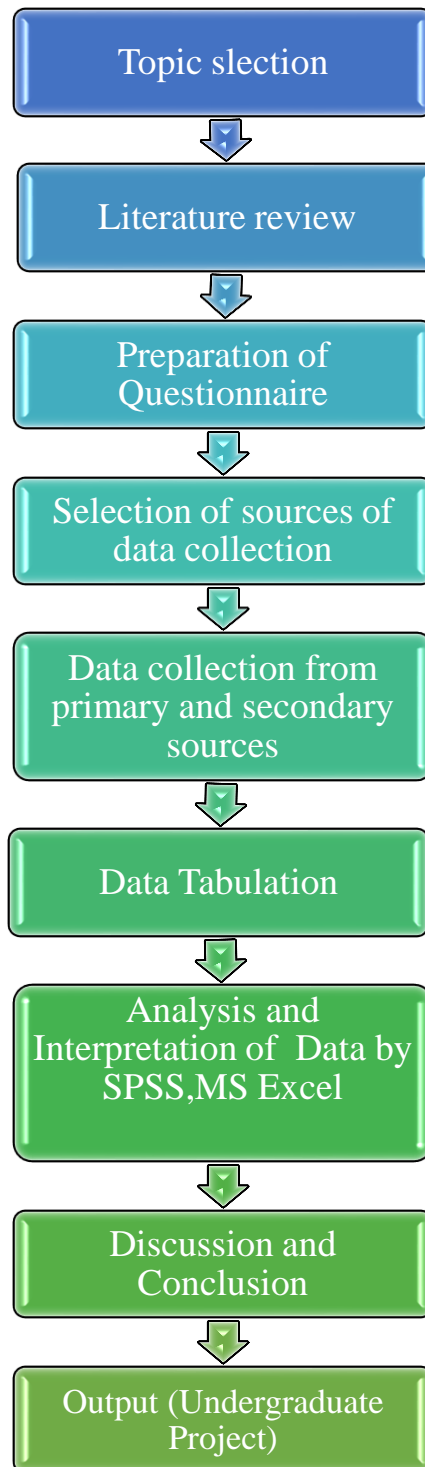 Topic slection
Literature review
Preparation of
Questionnaire
Selection of sources of
data collection
Data collection from
primary and secondary
sources
Data Tabulation
Analysis and
Interpretation of  Data by
SPSS,MS Excel
Discussion and
Conclusion
Output (Undergraduate
Project)